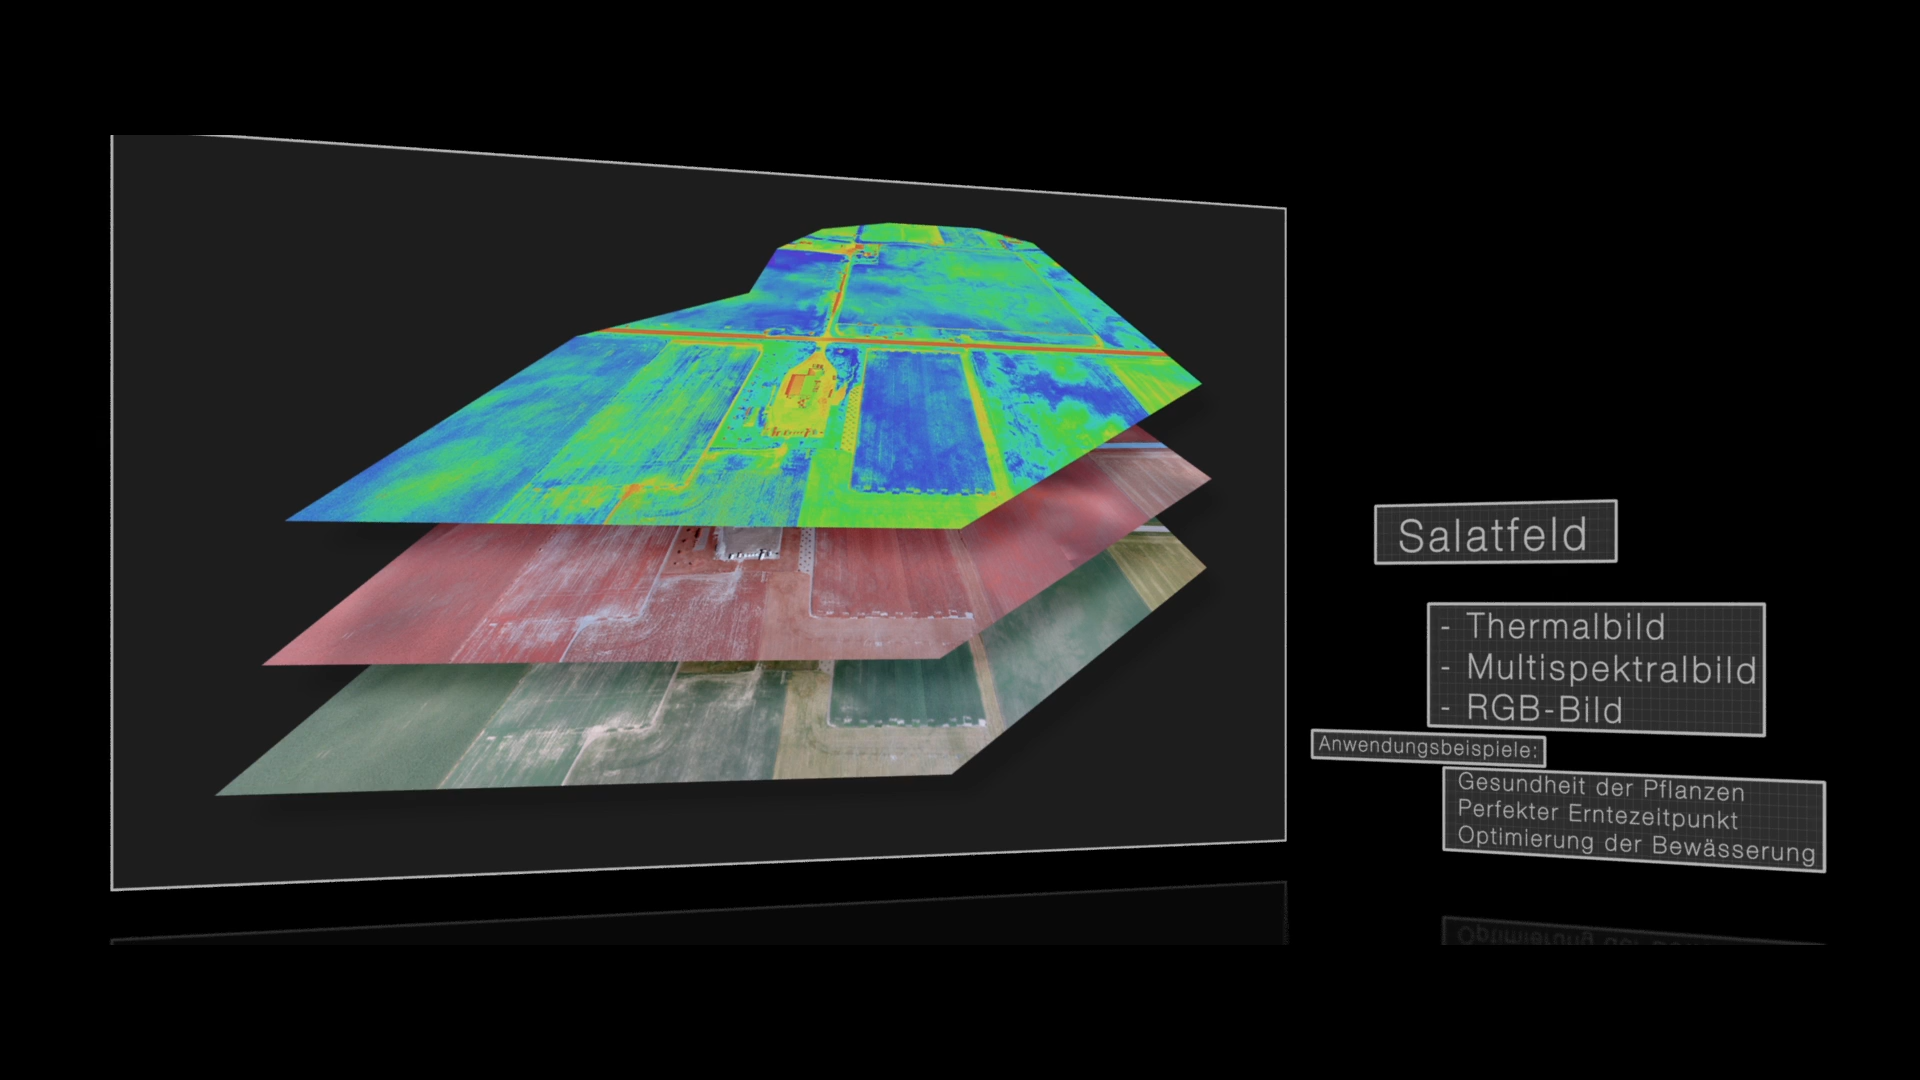 Salatfeld
- Thermalbild
- Multispektralbild
- RGB-Bild
Anwendungsbeispiele:
Gesundheit der Pflanzen
Perfekter Erntezeitpunkt
Optimierung der Bewässerung